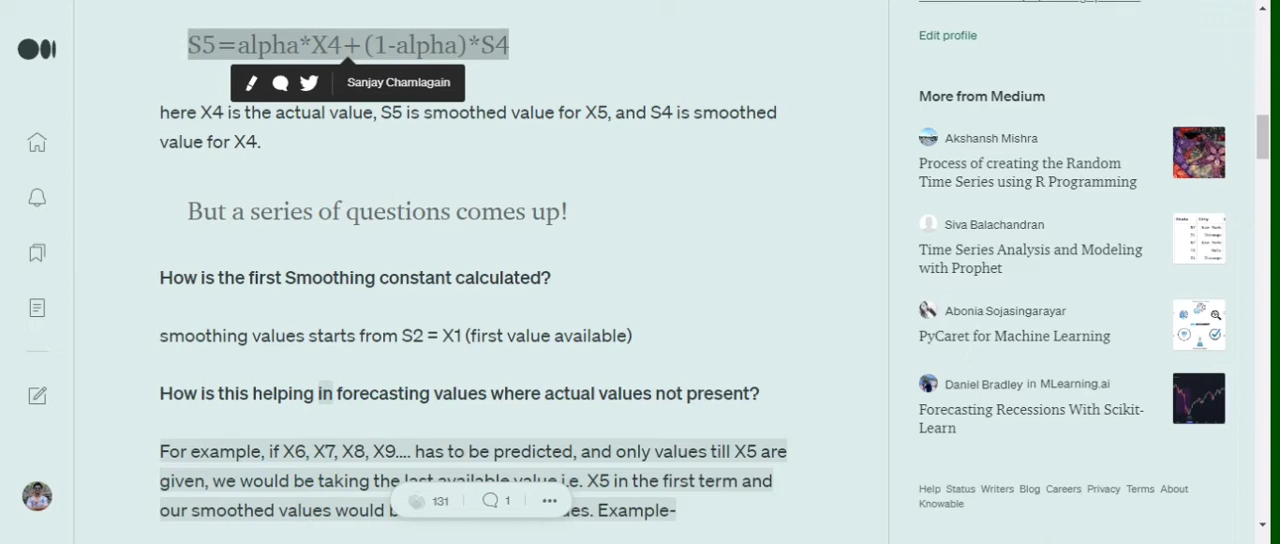 S5=alpha*X4+(1-alpha)*S4
Sanjay Chamlagain
here X4 is the actual value, S5 is smoothed value for X5, and S4 is smoothed
value for X4.
But a series of questions comes up!
How is the first Smoothing constant calculated?
smoothing values starts from S2 = X1 (first value available)
How is this helping in forecasting values where actual values not present?
For example, if X6, X7, X8, X9.... has to be predicted, and only values till X5 are
given, we would be taking the last available value i.e. X5 in the first term and
our smoothed values would Example-
131
1
Edit profile
More from Medium
Akshansh Mishra
Process of creating the Random
Time Series using R Programming
Siva Balachandran
Time Series Analysis and Modeling
with Prophet
Abonia Sojasingarayar
PyCaret for Machine Learning
Daniel Bradley in MLearning.ai
Forecasting Recessions With Scikit-
Learn
Help Status Writers Blog Careers Privacy Terms About
Knowable